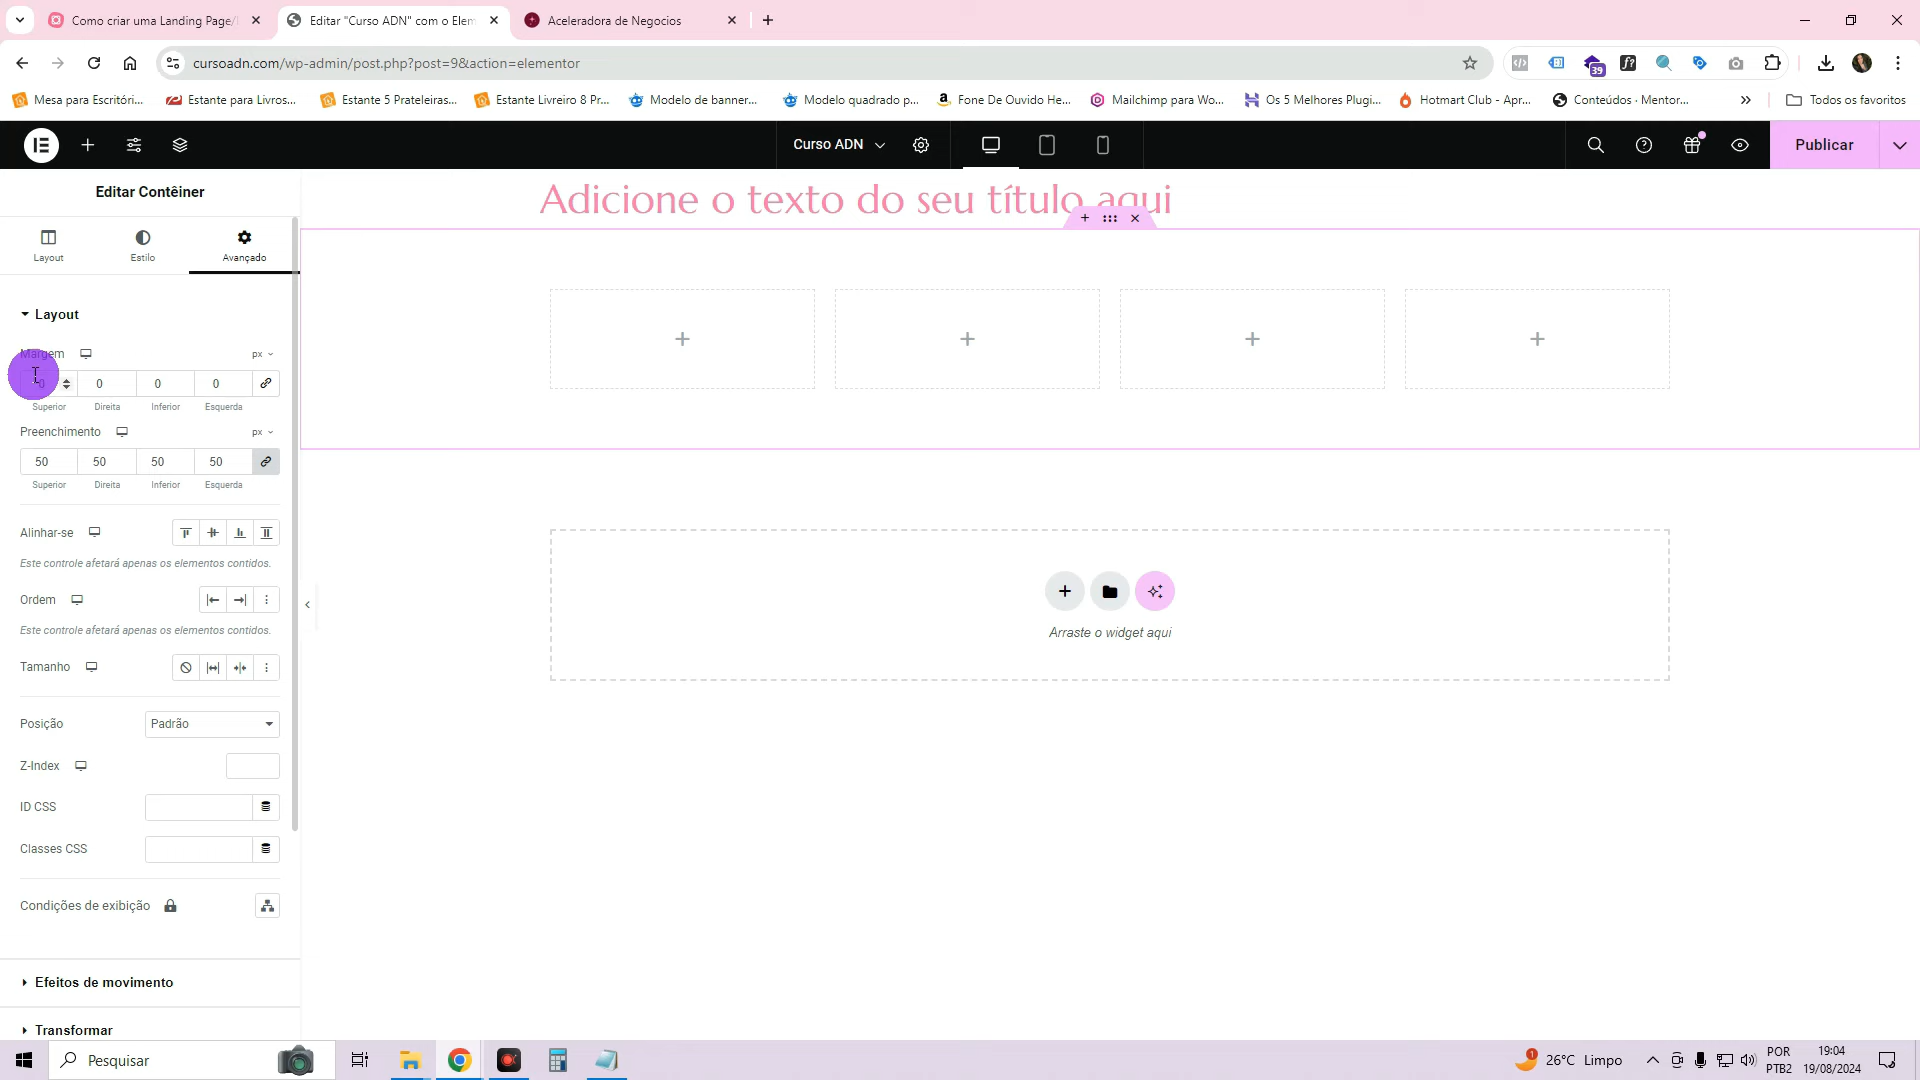 Como criar uma Landing Page/
Editar "Curso ADN" com o Elem
Aceleradora de Negocios
cursoadn.com/wp-admin/post.php?post=9&action=elementor
39
Mesa para Escritóri...
Estante para Livros...
Estante 5 Prateleiras...
Estante Livreiro 8 Pr...
Modelo de banner...
Modelo quadrado p...
Fone De Ouvido He...
Mailchimp para Wo...
Os 5 Melhores Plugi...
Hotmart Club - Apr...
Conteúdos · Mentor...
Todos os favoritos
Curso ADN
Publicar
Editar Contêiner
Adicione o texto do seu título aqui
Layout
Estilo
Avançado
Layout
Margem
px
0 0 0 0
Superior Direita Inferior Esquerda
Preenchimento
px
50 50 50 50
Superior Direita Inferior Esquerda
Alinhar-se
Este controle afetará apenas os elementos contidos.
Ordem
Este controle afetará apenas os elementos contidos.
Tamanho
Posição
Padrão
Z-Index
ID CSS
Classes CSS
Condições de exibição
Efeitos de movimento
Transformar
Arraste o widget aqui
Pesquisar
1
26°C Limpo
POR
PTB2
19:04
19/08/2024